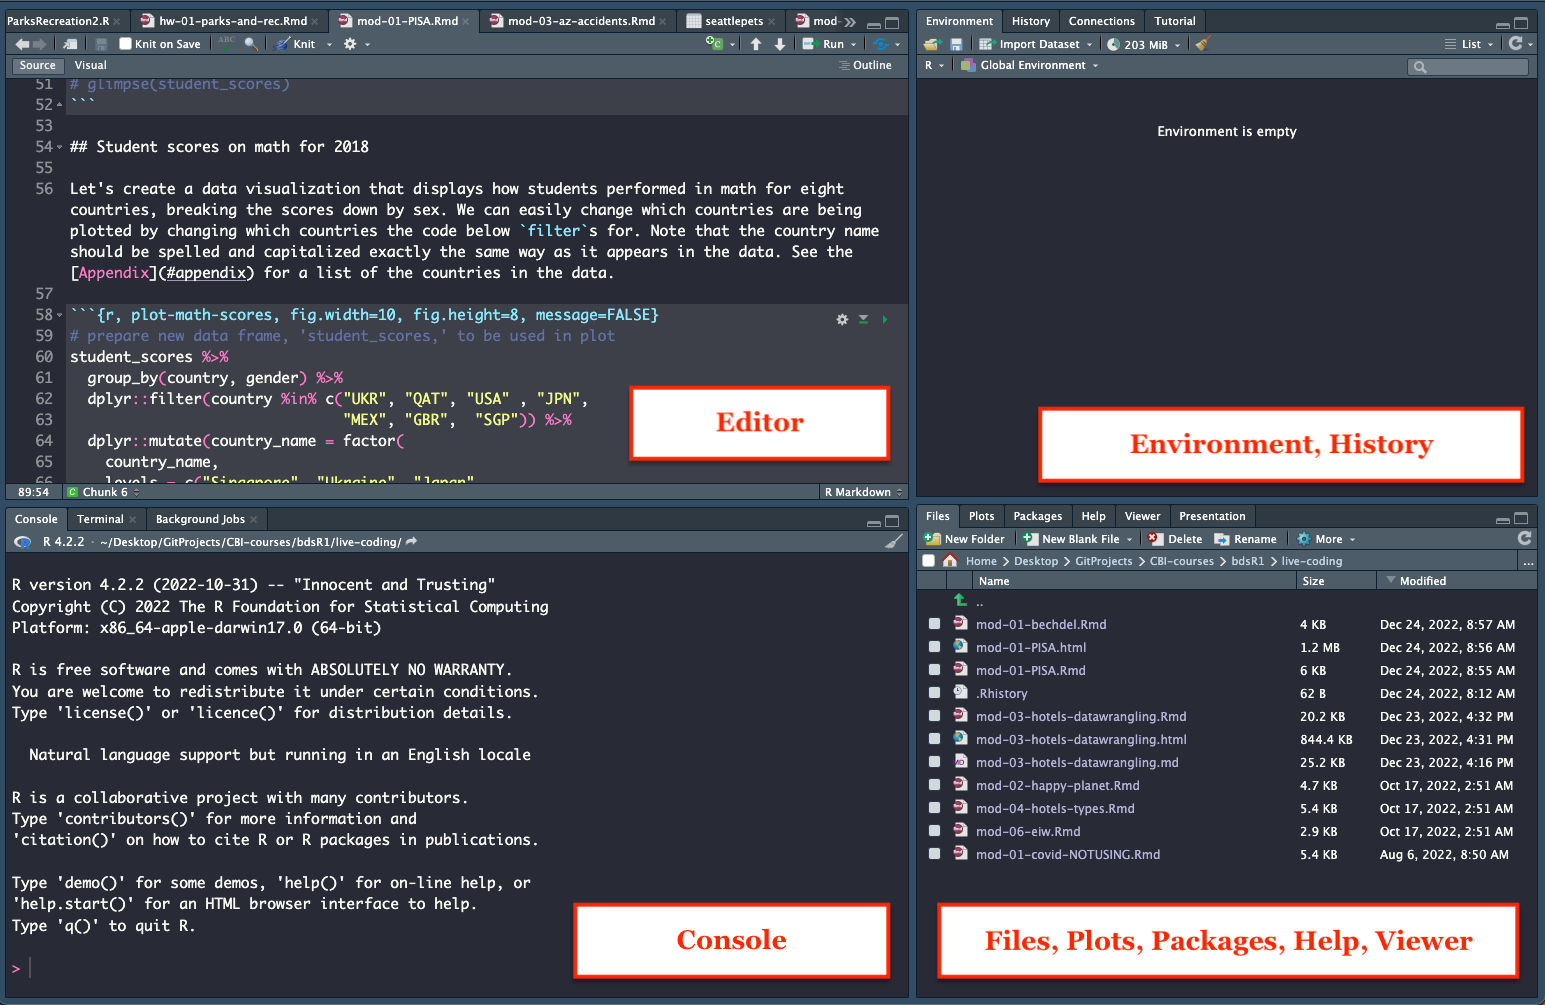 ParksRecreation2.R × hw-01-parks-and-rec.Rmd × mod-01-PISA.Rmd × mod-03-az-accidents.Rmd × seattlepets × mod- »
Knit on Save ABC Knit Run
Source Visual Outline
51 # glimpse(student_scores)
52 ```
53
54 ## Student scores on math for 2018
55
56 Let's create a data visualization that displays how students performed in math for eight
countries, breaking the scores down by sex. We can easily change which countries are being
plotted by changing which countries the code below `filter`s for. Note that the country name
should be spelled and capitalized exactly the same way as it appears in the data. See the
[Appendix](#appendix) for a list of the countries in the data.
57
58 ```{r, plot-math-scores, fig.width=10, fig.height=8, message=FALSE}
59 # prepare new data frame, 'student_scores,' to be used in plot
60 student_scores %>%
61 group_by(country, gender) %>%
62 dplyr::filter(country %in% c("UKR", "QAT", "USA" , "JPN",
63 "MEX", "GBR", "SGP")) %>%
64 dplyr::mutate(country_name = factor(
65 country_name,
66 levels = c("Singapore", "Ukraine", "Japan"
Editor
89:54 C Chunk 6 R Markdown
Environment History Connections Tutorial
Import Dataset 203 MiB List
R Global Environment
Environment is empty
Environment, History
Console Terminal × Background Jobs ×
R 4.2.2 · ~/Desktop/GitProjects/CBI-courses/bdsR1/live-coding/
R version 4.2.2 (2022-10-31) -- "Innocent and Trusting"
Copyright (C) 2022 The R Foundation for Statistical Computing
Platform: x86_64-apple-darwin17.0 (64-bit)
R is free software and comes with ABSOLUTELY NO WARRANTY.
You are welcome to redistribute it under certain conditions.
Type 'license()' or 'licence()' for distribution details.
Natural language support but running in an English locale
R is a collaborative project with many contributors.
Type 'contributors()' for more information and
'citation()' on how to cite R or R packages in publications.
Type 'demo()' for some demos, 'help()' for on-line help, or
'help.start()' for an HTML browser interface to help.
Type 'q()' to quit R.
>
Console
Files Plots Packages Help Viewer Presentation
New Folder New Blank File Delete Rename More
Home > Desktop > GitProjects > CBI-courses > bdsR1 > live-coding ...
Name Size Modified
..
mod-01-bechdel.Rmd 4 KB Dec 24, 2022, 8:57 AM
mod-01-PISA.html 1.2 MB Dec 24, 2022, 8:56 AM
mod-01-PISA.Rmd 6 KB Dec 24, 2022, 8:55 AM
.Rhistory 62 B Dec 24, 2022, 8:12 AM
mod-03-hotels-datawrangling.Rmd 20.2 KB Dec 23, 2022, 4:32 PM
mod-03-hotels-datawrangling.html 844.4 KB Dec 23, 2022, 4:31 PM
mod-03-hotels-datawrangling.md 25.2 KB Dec 23, 2022, 4:16 PM
mod-02-happy-planet.Rmd 4.7 KB Oct 17, 2022, 2:51 AM
mod-04-hotels-types.Rmd 5.4 KB Oct 17, 2022, 2:51 AM
mod-06-eiw.Rmd 2.9 KB Oct 17, 2022, 2:51 AM
mod-01-covid-NOTUSING.Rmd 5.4 KB Aug 6, 2022, 8:50 AM
Files, Plots, Packages, Help, Viewer